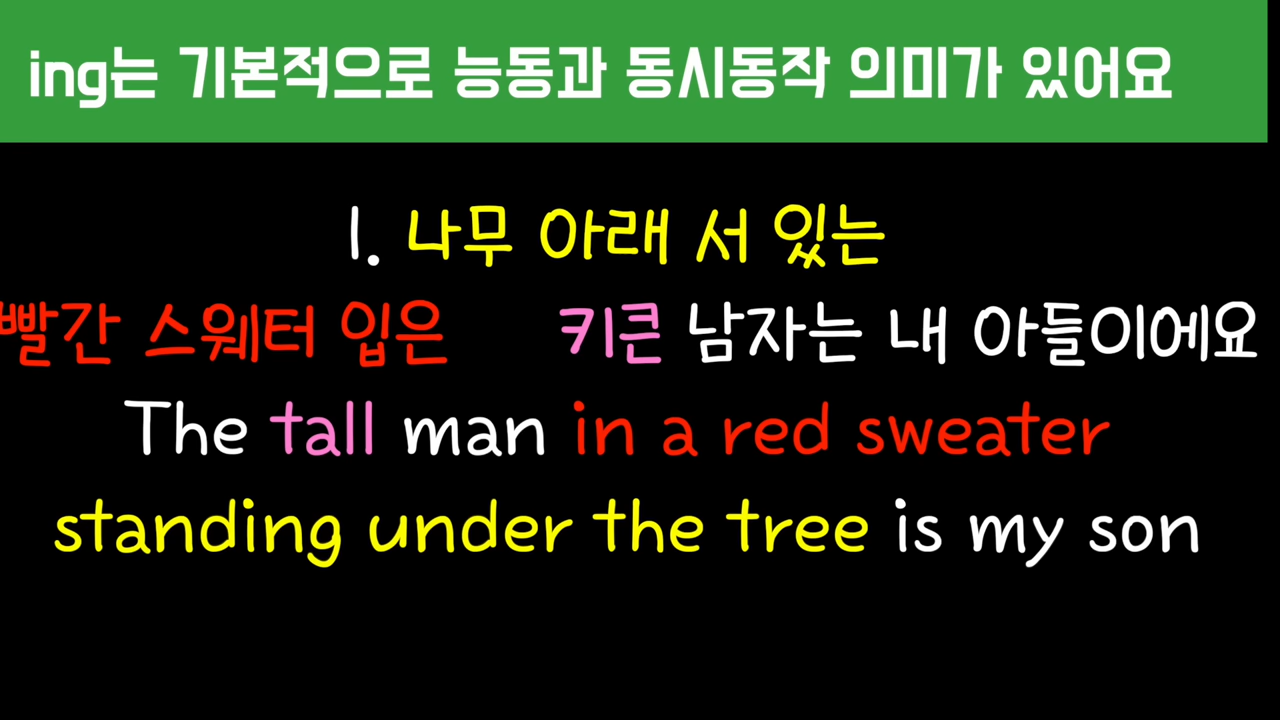 ing는 기본적으로 능동과 동시동작 의미가 있어요
1. 나무 아래 서 있는
빨간 스웨터 입은 키큰 남자는 내 아들이에요
The tall man in a red sweater
standing under the tree is my son